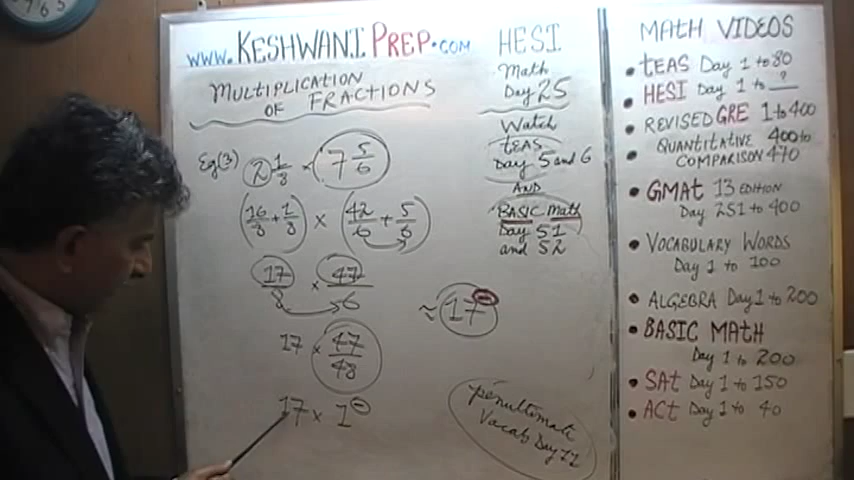 www.KESHWANIPREP.com
MULTIPLICATION
OF FRACTIONS
Eg(3) 2 1/8 × 7 5/6
(16/8 + 1/8) × (42/6 + 5/6)
17/8 × 47/6
17 × 47/48
17 × 1⁻
≈ 17⁻
penultimate
Vocab Day 22
HESI
Math
Day 25
Watch
tEAS
Day 5 and 6
AND
BASIC Math
Day 51
and 52
MATH VIDEOS
• tEAS Day 1 to 80
• HESI Day 1 to ?
• REVISED GRE 1 to 400
• QUANTITATIVE 400 to
COMPARISON 470
• GMAt 13 EDITION
Day 251 to 400
• VOCABULARY WORDS
Day 1 to 100
• ALGEBRA Day 1 to 200
• BASIC MATH
Day 1 to 200
• SAt Day 1 to 150
• ACt Day 1 to 40